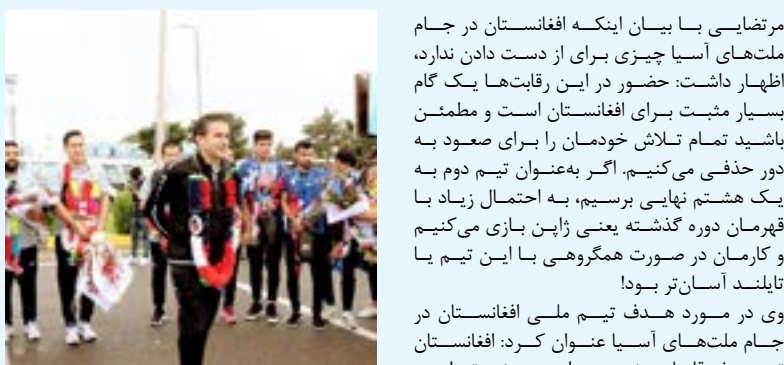 مرتضایی با بیان اینکه افغانستان در جام
ملت‌های آسیا چیزی برای از دست دادن ندارد،
اظهار داشت: حضور در این رقابت‌ها یک گام
بسیار مثبت برای افغانستان است و مطمئن
باشید تمام تلاش خودمان را برای صعود به
دور حذفی می‌کنیم. اگر به‌عنوان تیم دوم به
یک هشتم نهایی برسیم، به احتمال زیاد با
قهرمان دوره گذشته یعنی ژاپن بازی می‌کنیم
و کارمان در صورت همگروهی با این تیم یا
تایلند آسان‌تر بود!
وی در مورد هدف تیم ملی افغانستان در
جام ملت‌های آسیا عنوان کرد: افغانستان